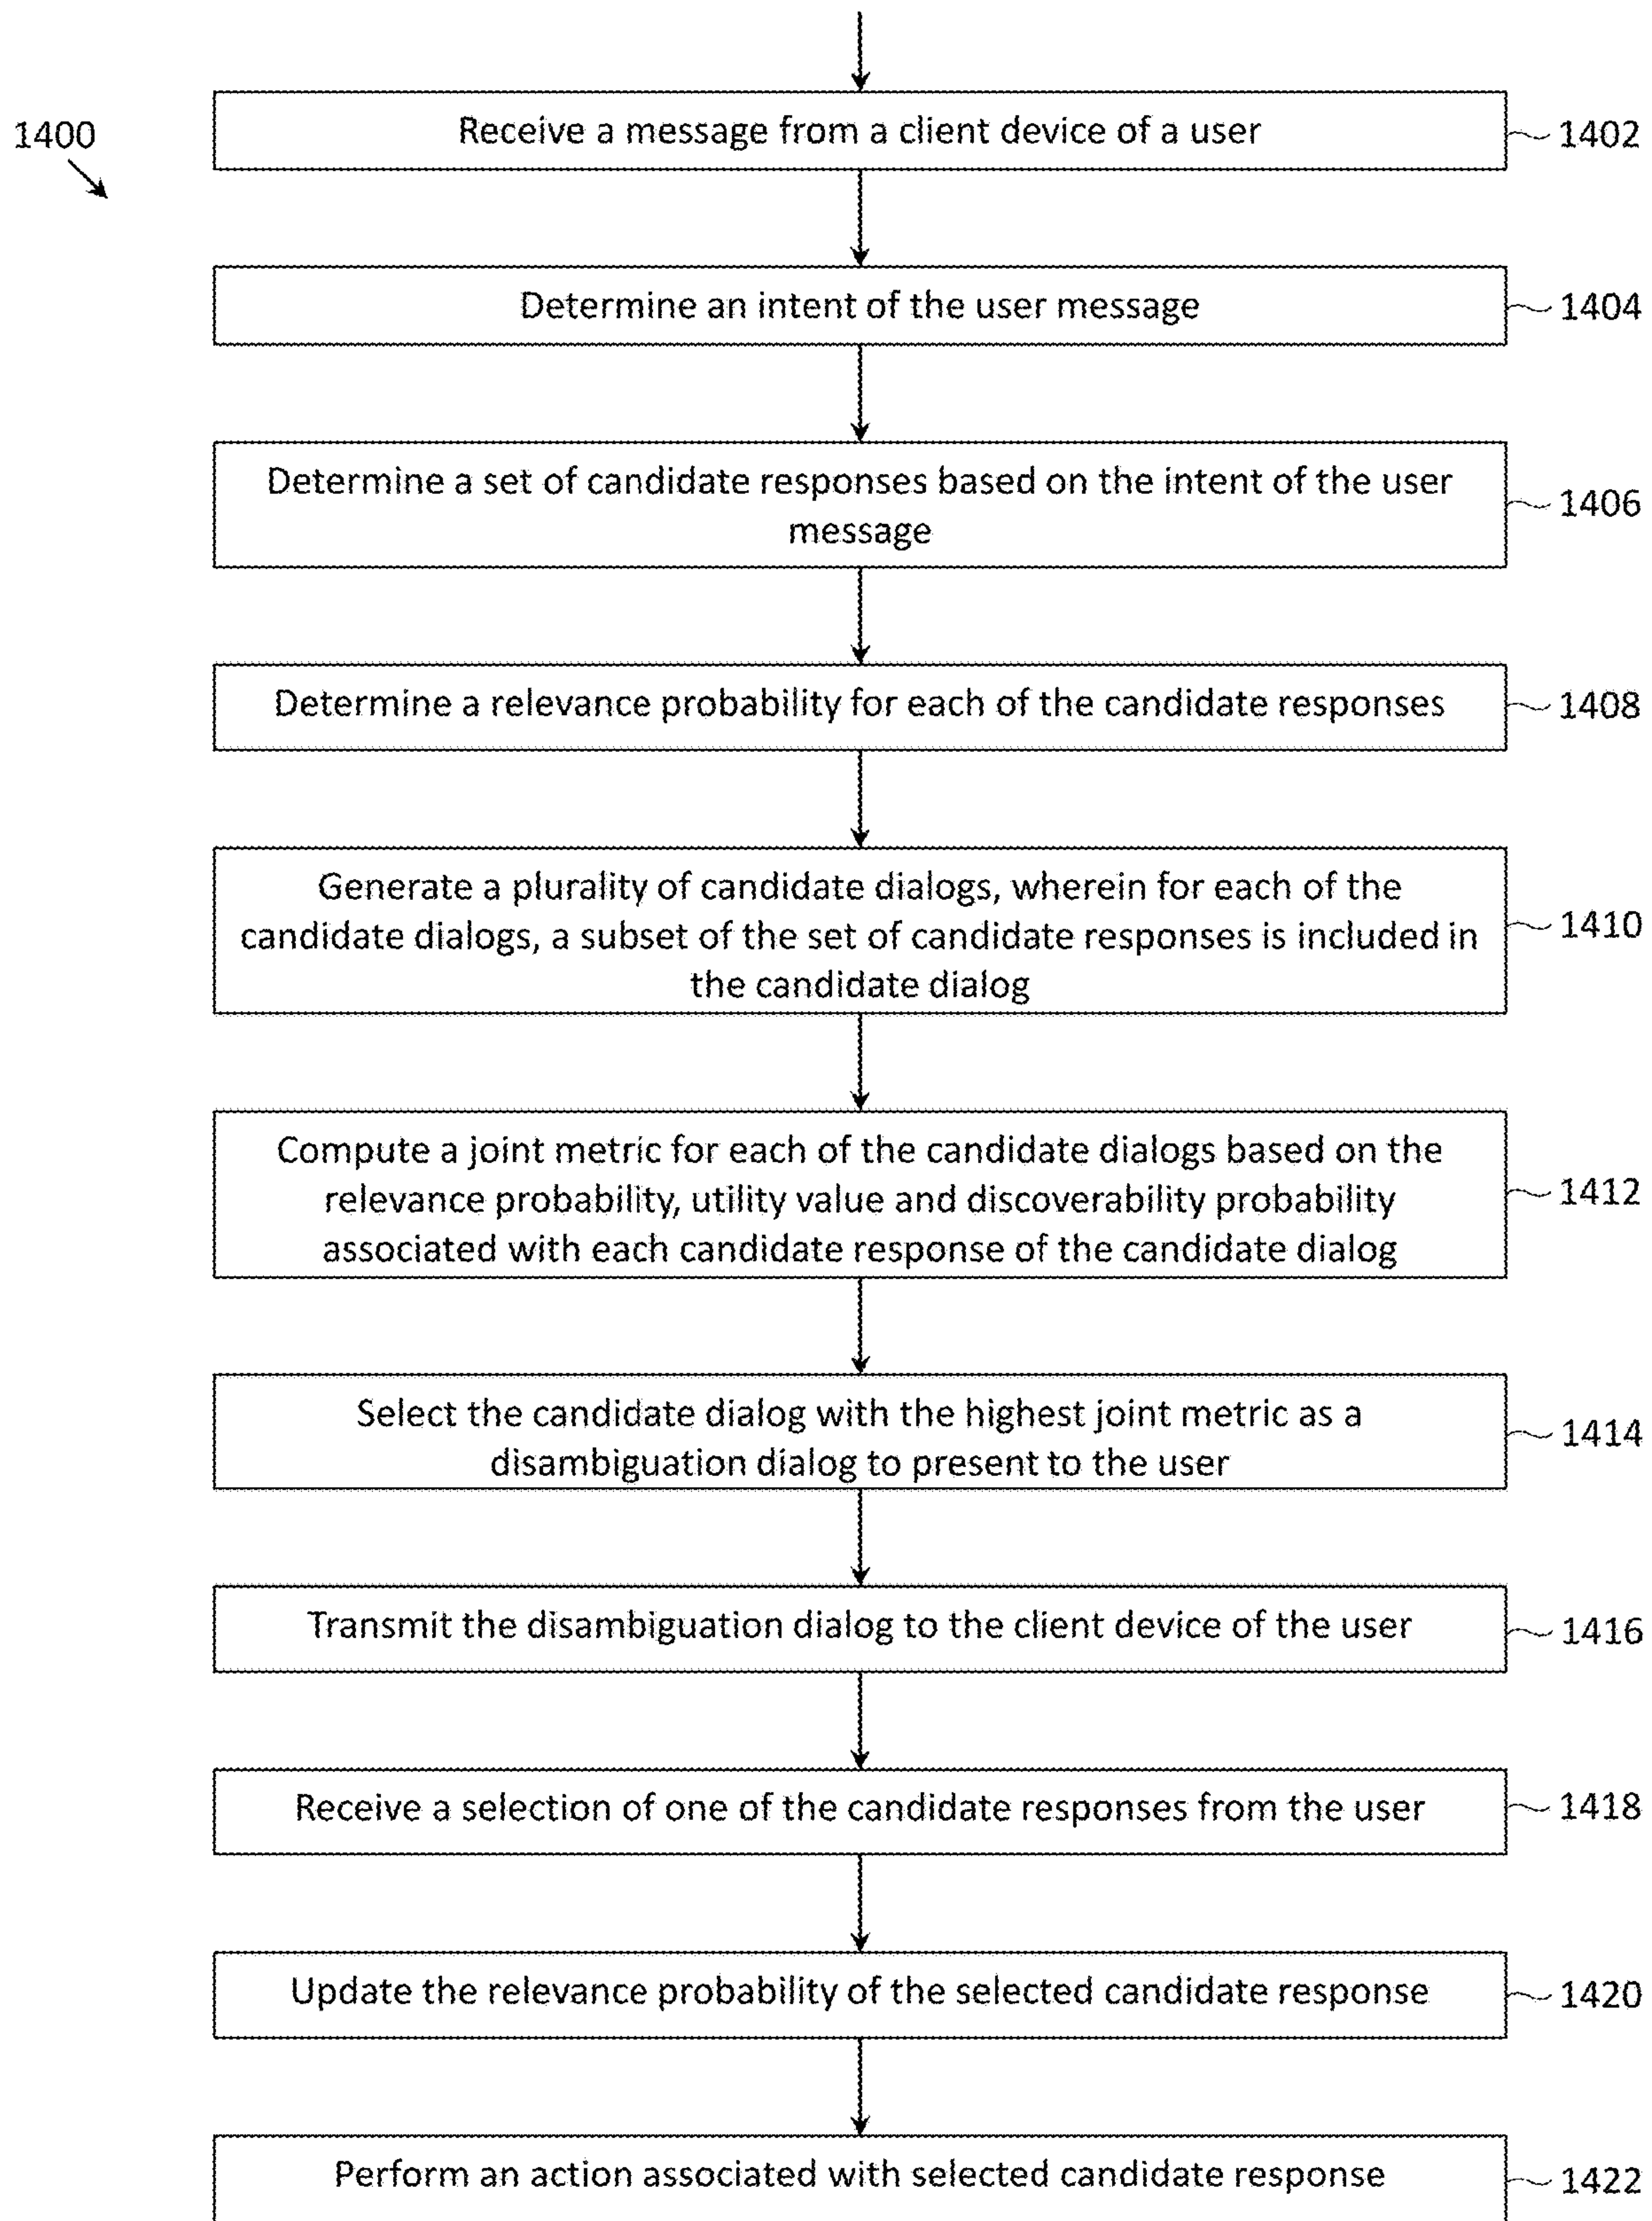 1400
Receive a message from a client device of a user
1402
Determine an intent of the user message
1404
Determine a set of candidate responses based on the intent of the user
message
1406
Determine a relevance probability for each of the candidate responses
1408
Generate a plurality of candidate dialogs, wherein for each of the
candidate dialogs, a subset of the set of candidate responses is included in
the candidate dialog
1410
Compute a joint metric for each of the candidate dialogs based on the
relevance probability, utility value and discoverability probability
associated with each candidate response of the candidate dialog
1412
Select the candidate dialog with the highest joint metric as a
disambiguation dialog to present to the user
1414
Transmit the disambiguation dialog to the client device of the user
1416
Receive a selection of one of the candidate responses from the user
1418
Update the relevance probability of the selected candidate response
1420
Perform an action associated with selected candidate response
1422